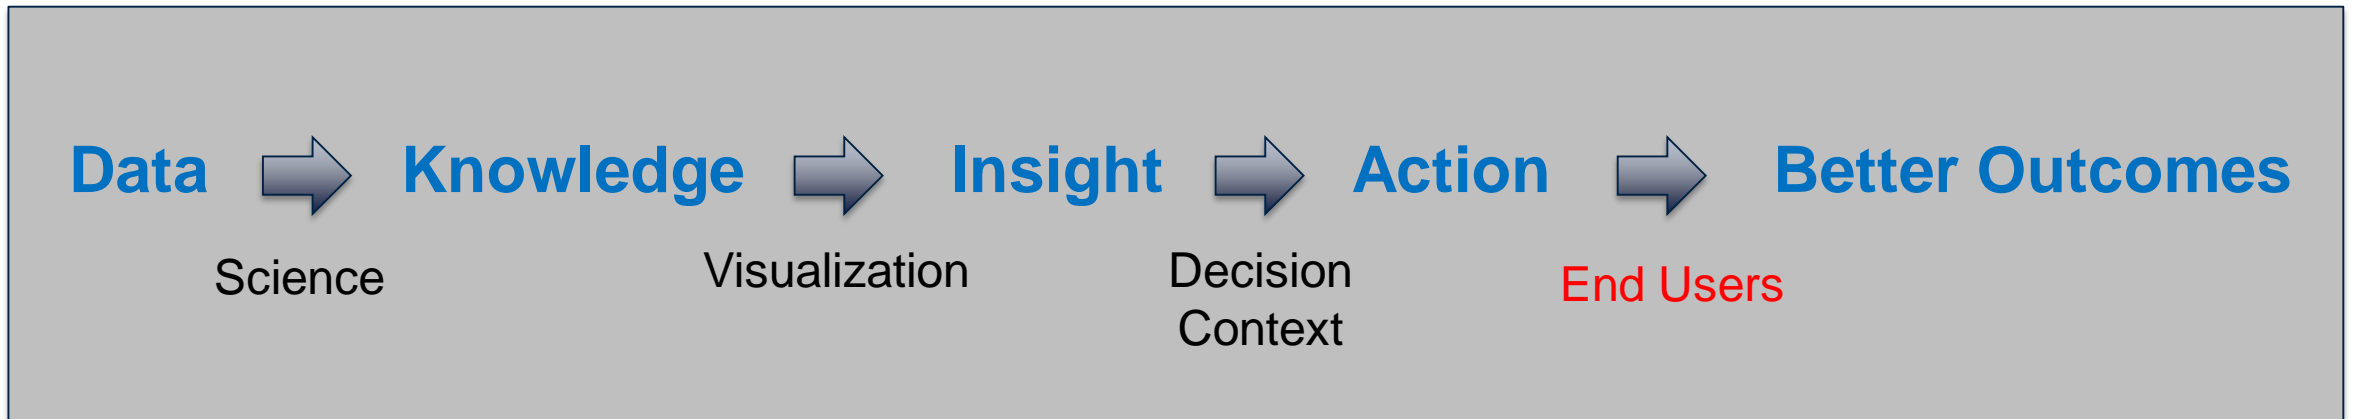 Data Knowledge Insight Action Better Outcomes
Science Visualization Decision Context End Users